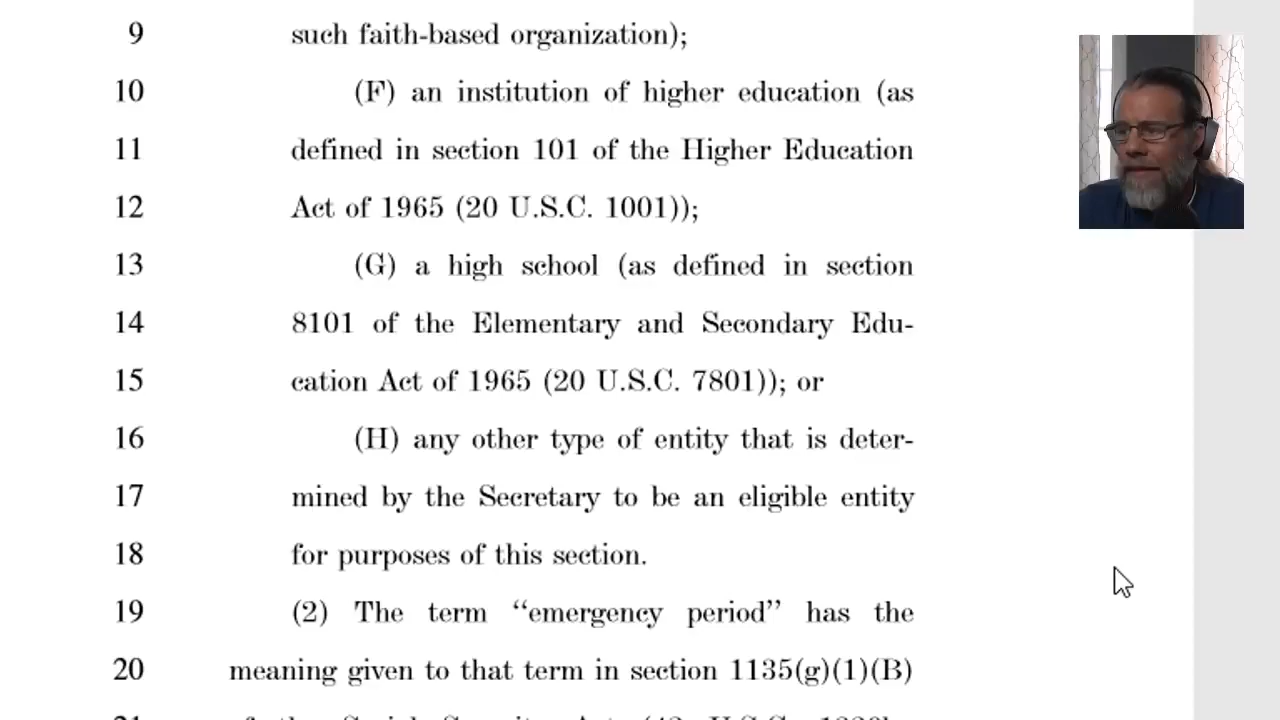 9 such faith-based organization);
10 (F) an institution of higher education (as
11 defined in section 101 of the Higher Education
12 Act of 1965 (20 U.S.C. 1001));
13 (G) a high school (as defined in section
14 8101 of the Elementary and Secondary Edu-
15 cation Act of 1965 (20 U.S.C. 7801)); or
16 (H) any other type of entity that is deter-
17 mined by the Secretary to be an eligible entity
18 for purposes of this section.
19 (2) The term “emergency period” has the
20 meaning given to that term in section 1135(g)(1)(B)